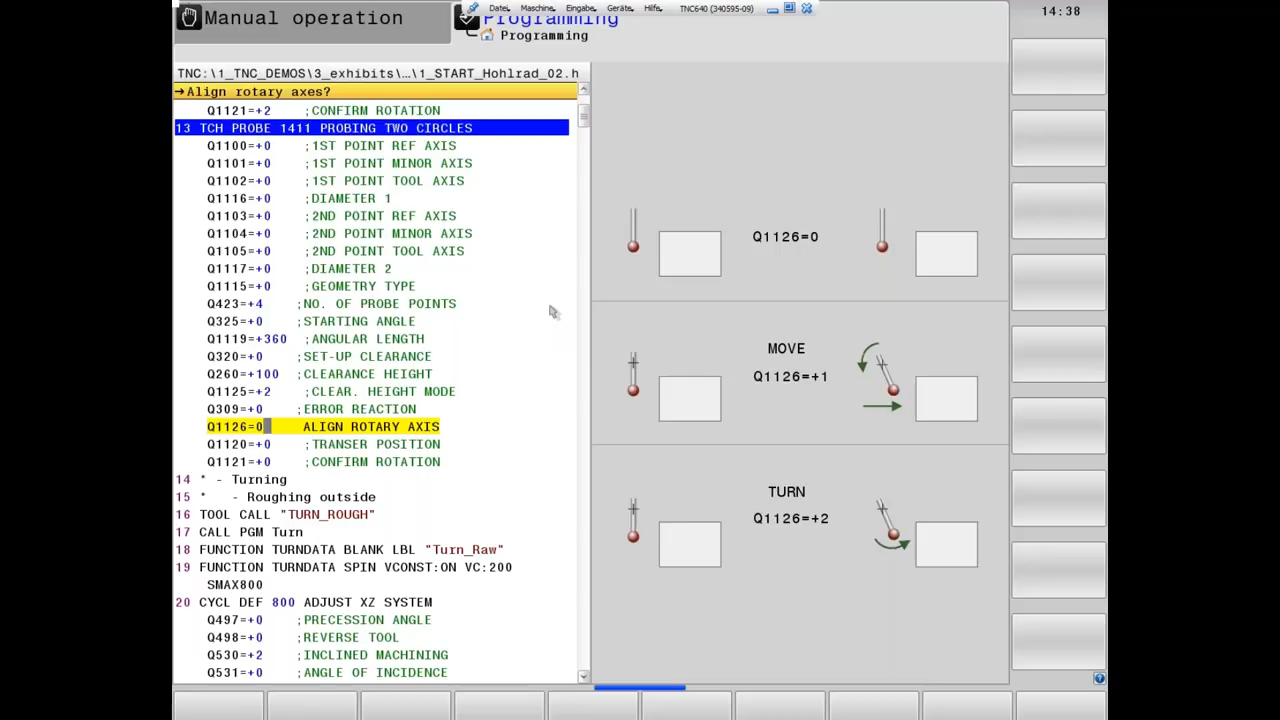 Manual operation
Datei Maschine Eingabe Geräte Hilfe TNC640 (340595-09)
Programming
Programming
14:38
TNC:\1_TNC_DEMOS\3_exhibits\...\1_START_Hohlrad_02.h
→Align rotary axes?
Q1121=+2 ;CONFIRM ROTATION
13 TCH PROBE 1411 PROBING TWO CIRCLES
Q1100=+0 ;1ST POINT REF AXIS
Q1101=+0 ;1ST POINT MINOR AXIS
Q1102=+0 ;1ST POINT TOOL AXIS
Q1116=+0 ;DIAMETER 1
Q1103=+0 ;2ND POINT REF AXIS
Q1104=+0 ;2ND POINT MINOR AXIS
Q1105=+0 ;2ND POINT TOOL AXIS
Q1117=+0 ;DIAMETER 2
Q1115=+0 ;GEOMETRY TYPE
Q423=+4 ;NO. OF PROBE POINTS
Q325=+0 ;STARTING ANGLE
Q1119=+360 ;ANGULAR LENGTH
Q320=+0 ;SET-UP CLEARANCE
Q260=+100 ;CLEARANCE HEIGHT
Q1125=+2 ;CLEAR. HEIGHT MODE
Q309=+0 ;ERROR REACTION
Q1126=0 ALIGN ROTARY AXIS
Q1120=+0 ;TRANSER POSITION
Q1121=+0 ;CONFIRM ROTATION
14 * - Turning
15 * - Roughing outside
16 TOOL CALL "TURN_ROUGH"
17 CALL PGM Turn
18 FUNCTION TURNDATA BLANK LBL "Turn_Raw"
19 FUNCTION TURNDATA SPIN VCONST:ON VC:200
SMAX800
20 CYCL DEF 800 ADJUST XZ SYSTEM
Q497=+0 ;PRECESSION ANGLE
Q498=+0 ;REVERSE TOOL
Q530=+2 ;INCLINED MACHINING
Q531=+0 ;ANGLE OF INCIDENCE
Q1126=0
MOVE
Q1126=+1
TURN
Q1126=+2